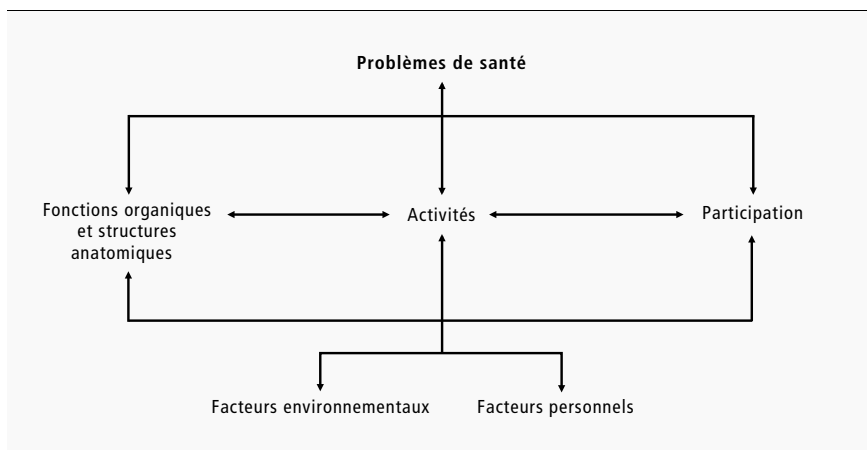 Problèmes de santé
Fonctions organiques
et structures
anatomiques
Activités
Participation
Facteurs environnementaux
Facteurs personnels